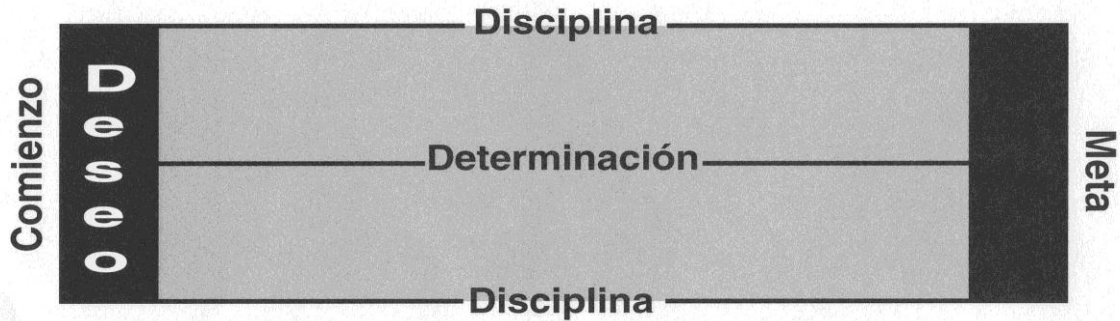 Disciplina
Comienzo
Deseo
Determinación
Meta
Disciplina